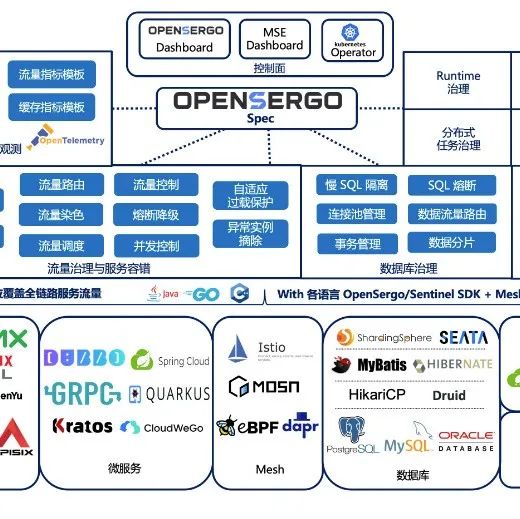 OPENSERGO
Dashboard
MSE
Dashboard
kubernetes
Operator
控制面
流量指标模板
缓存指标模板
观测
OpenTelemetry
OPENSERGO
Spec
Runtime
治理
分布式
任务治理
流量路由
流量控制
自适应
过载保护
流量染色
熔断降级
异常实例
摘除
流量调度
并发控制
流量治理与服务容错
慢 SQL 隔离
SQL 熔断
连接池管理
数据流量路由
事务管理
数据分片
数据库治理
覆盖全链路服务流量
Java
GO
C++
With 各语言 OpenSergo/Sentinel SDK + Mesh
MX
IX
L
enYu
PISIX
DUBBO
Spring Cloud
GRPC
QUARKUS
Kratos
CloudWeGo
微服务
Istio
MOSN
eBPF
dapr
Mesh
ShardingSphere
SEATA
MyBatis
HIBERNATE
HikariCP
Druid
PostgreSQL
MySQL
ORACLE
DATABASE
数据库